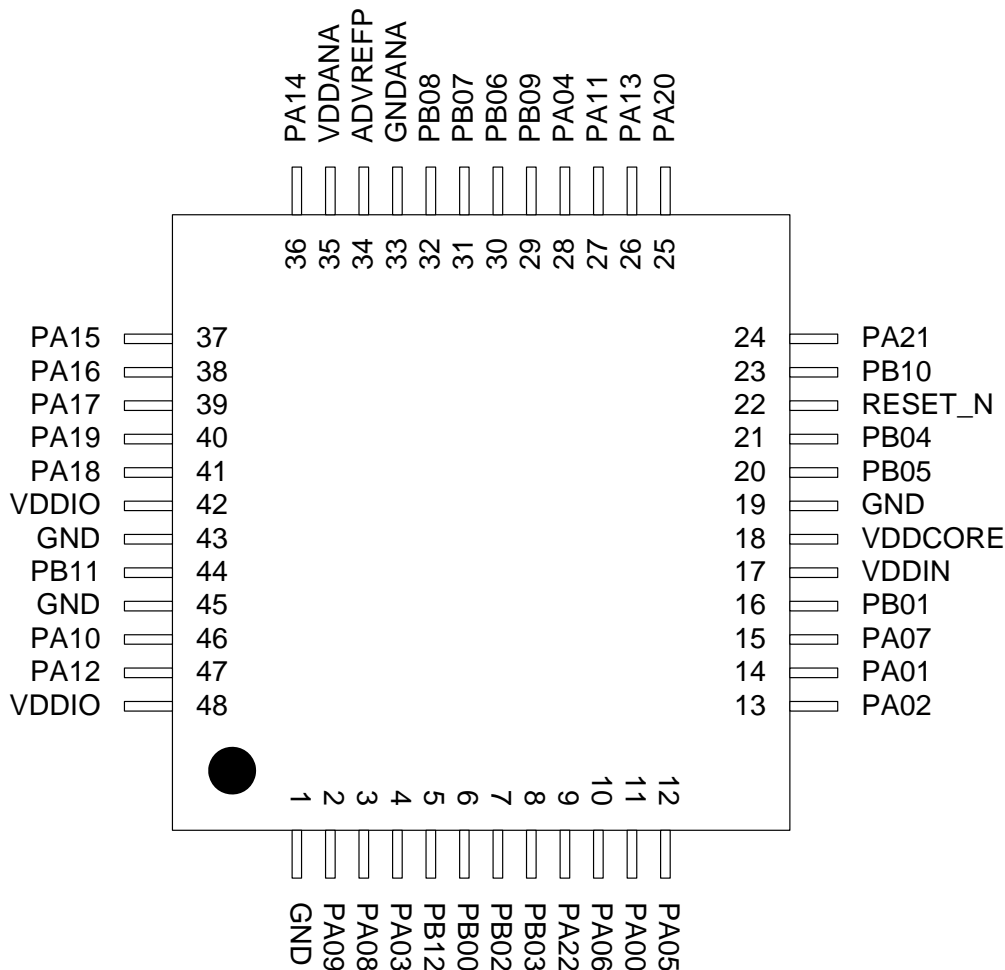 PA14
VDDANA
ADVREFP
GNDANA
PB08
PB07
PB06
PB09
PA04
PA11
PA13
PA20
36
35
34
33
32
31
30
29
28
27
26
25
PA15 37
PA16 38
PA17 39
PA19 40
PA18 41
VDDIO 42
GND 43
PB11 44
GND 45
PA10 46
PA12 47
VDDIO 48
24 PA21
23 PB10
22 RESET_N
21 PB04
20 PB05
19 GND
18 VDDCORE
17 VDDIN
16 PB01
15 PA07
14 PA01
13 PA02
1
2
3
4
5
6
7
8
9
10
11
12
GND
PA09
PA08
PA03
PB12
PB00
PB02
PB03
PA22
PA06
PA00
PA05